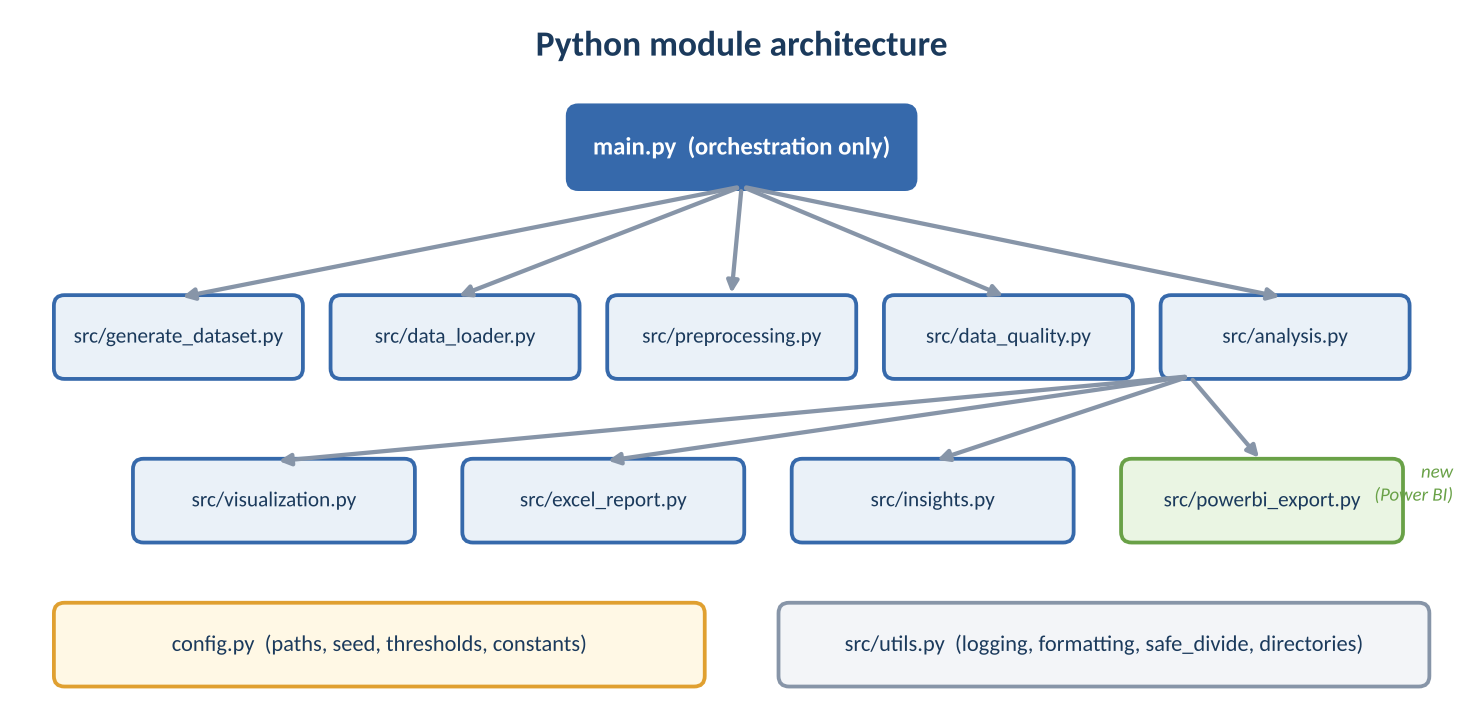 Python module architecture
main.py (orchestration only)
src/generate_dataset.py
src/data_loader.py
src/preprocessing.py
src/data_quality.py
src/analysis.py
src/visualization.py
src/excel_report.py
src/insights.py
src/powerbi_export.py
new
(Power BI)
config.py (paths, seed, thresholds, constants)
src/utils.py (logging, formatting, safe_divide, directories)